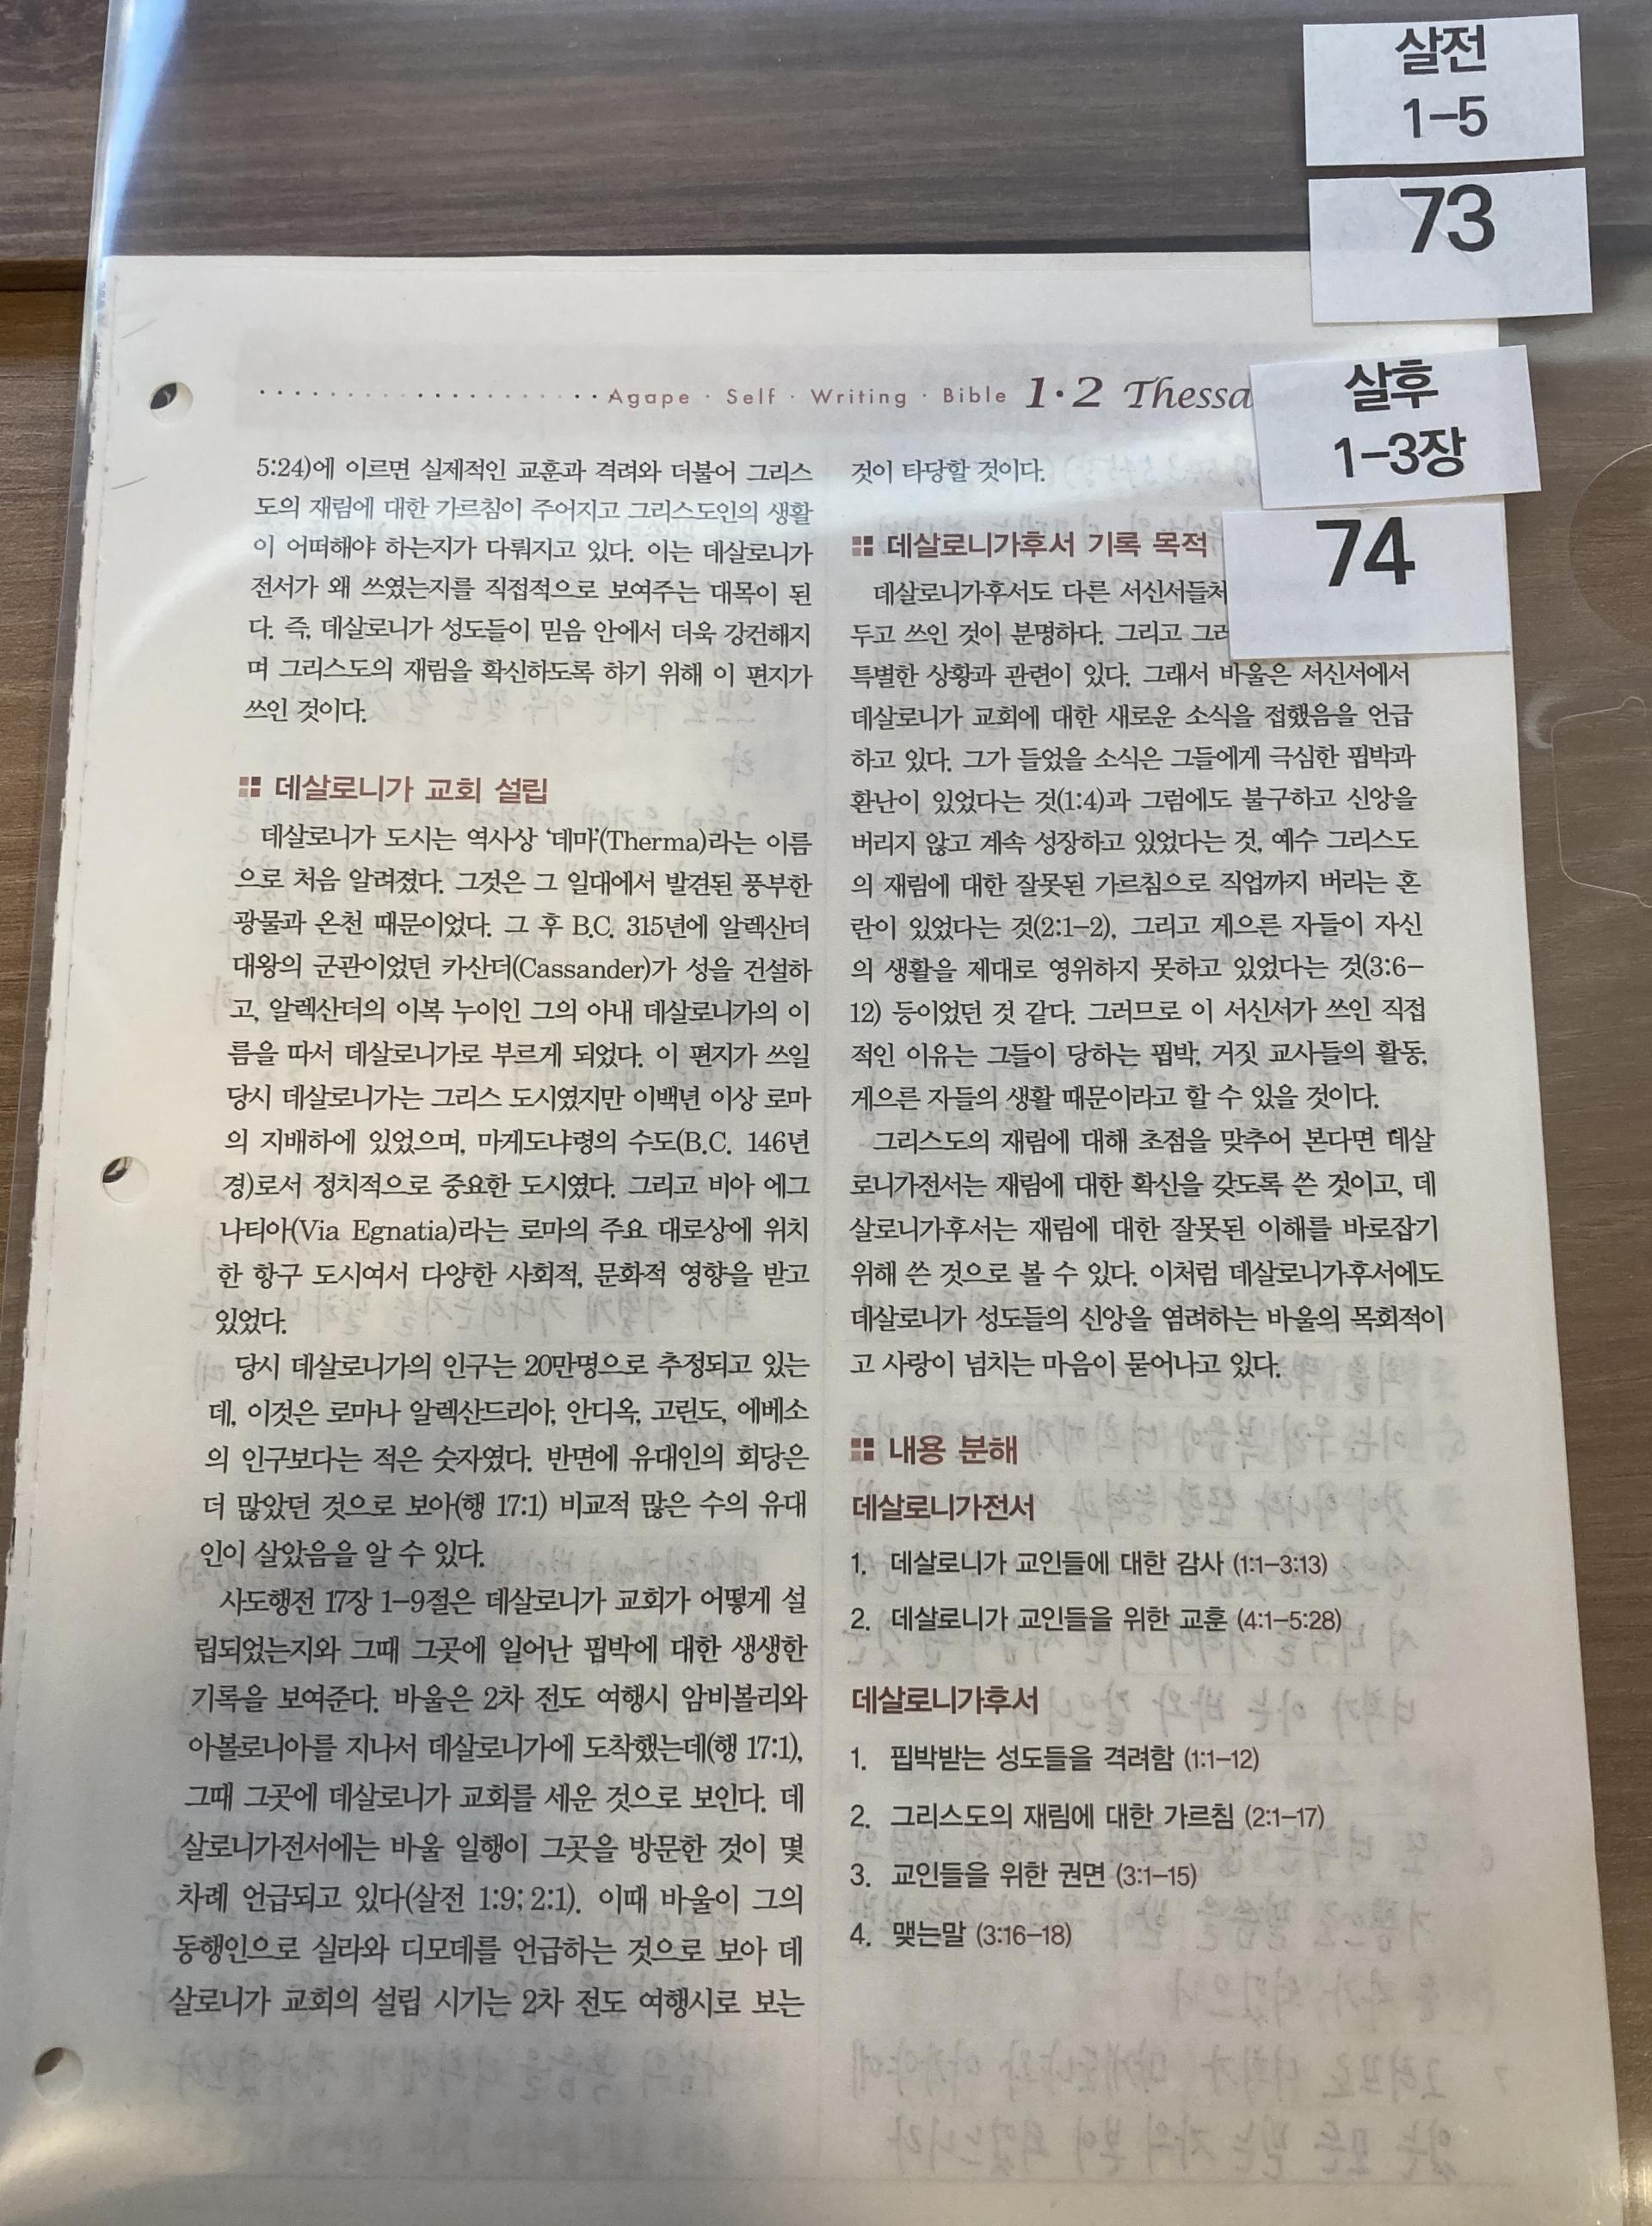 살전
1-5
73
살후
1-3장
74
Agape · Self · Writing · Bible 1·2 Thessa
5:24)에 이르면 실제적인 교훈과 격려와 더불어 그리스
도의 재림에 대한 가르침이 주어지고 그리스도인의 생활
이 어떠해야 하는지가 다뤄지고 있다. 이는 데살로니가
전서가 왜 쓰였는지를 직접적으로 보여주는 대목이 된
다. 즉, 데살로니가 성도들이 믿음 안에서 더욱 강건해지
며 그리스도의 재림을 확신하도록 하기 위해 이 편지가
쓰인 것이다.
데살로니가 교회 설립
데살로니가 도시는 역사상 '데마'(Therma)라는 이름
으로 처음 알려졌다. 그것은 그 일대에서 발견된 풍부한
광물과 온천 때문이었다. 그 후 B.C. 315년에 알렉산더
대왕의 군관이었던 카산더(Cassander)가 성을 건설하
고, 알렉산더의 이복 누이인 그의 아내 데살로니가의 이
름을 따서 데살로니가로 부르게 되었다. 이 편지가 쓰일
당시 데살로니가는 그리스 도시였지만 이백년 이상 로마
의 지배하에 있었으며, 마게도냐령의 수도(B.C. 146년
경)로서 정치적으로 중요한 도시였다. 그리고 비아 에그
나티아(Via Egnatia)라는 로마의 주요 대로상에 위치
한 항구 도시여서 다양한 사회적, 문화적 영향을 받고
있었다.
당시 데살로니가의 인구는 20만명으로 추정되고 있는
데, 이것은 로마나 알렉산드리아, 안디옥, 고린도, 에베소
의 인구보다는 적은 숫자였다. 반면에 유대인의 회당은
더 많았던 것으로 보아(행 17:1) 비교적 많은 수의 유대
인이 살았음을 알 수 있다.
사도행전 17장 1-9절은 데살로니가 교회가 어떻게 설
립되었는지와 그때 그곳에 일어난 핍박에 대한 생생한
기록을 보여준다. 바울은 2차 전도 여행시 암비볼리와
아볼로니아를 지나서 데살로니가에 도착했는데(행 17:1),
그때 그곳에 데살로니가 교회를 세운 것으로 보인다. 데
살로니가전서에는 바울 일행이 그곳을 방문한 것이 몇
차례 언급되고 있다(살전 1:9; 2:1). 이때 바울이 그의
동행인으로 실라와 디모데를 언급하는 것으로 보아 데
살로니가 교회의 설립 시기는 2차 전도 여행시로 보는
것이 타당할 것이다.
데살로니가후서 기록 목적
데살로니가후서도 다른 서신서들처
두고 쓰인 것이 분명하다. 그리고 그러
특별한 상황과 관련이 있다. 그래서 바울은 서신서에서
데살로니가 교회에 대한 새로운 소식을 접했음을 언급
하고 있다. 그가 들었을 소식은 그들에게 극심한 핍박과
환난이 있었다는 것(1:4)과 그럼에도 불구하고 신앙을
버리지 않고 계속 성장하고 있었다는 것, 예수 그리스도
의 재림에 대한 잘못된 가르침으로 직업까지 버리는 혼
란이 있었다는 것(2:1-2), 그리고 게으른 자들이 자신
의 생활을 제대로 영위하지 못하고 있었다는 것(3:6-
12) 등이었던 것 같다. 그러므로 이 서신서가 쓰인 직접
적인 이유는 그들이 당하는 핍박, 거짓 교사들의 활동,
게으른 자들의 생활 때문이라고 할 수 있을 것이다.
그리스도의 재림에 대해 초점을 맞추어 본다면 데살
로니가전서는 재림에 대한 확신을 갖도록 쓴 것이고, 데
살로니가후서는 재림에 대한 잘못된 이해를 바로잡기
위해 쓴 것으로 볼 수 있다. 이처럼 데살로니가후서에도
데살로니가 성도들의 신앙을 염려하는 바울의 목회적이
고 사랑이 넘치는 마음이 묻어나고 있다.
내용 분해
데살로니가전서
1. 데살로니가 교인들에 대한 감사 (1:1-3:13)
2. 데살로니가 교인들을 위한 교훈 (4:1-5:28)
데살로니가후서
1. 핍박받는 성도들을 격려함 (1:1-12)
2. 그리스도의 재림에 대한 가르침 (2:1-17)
3. 교인들을 위한 권면 (3:1-15)
4. 맺는말 (3:16-18)